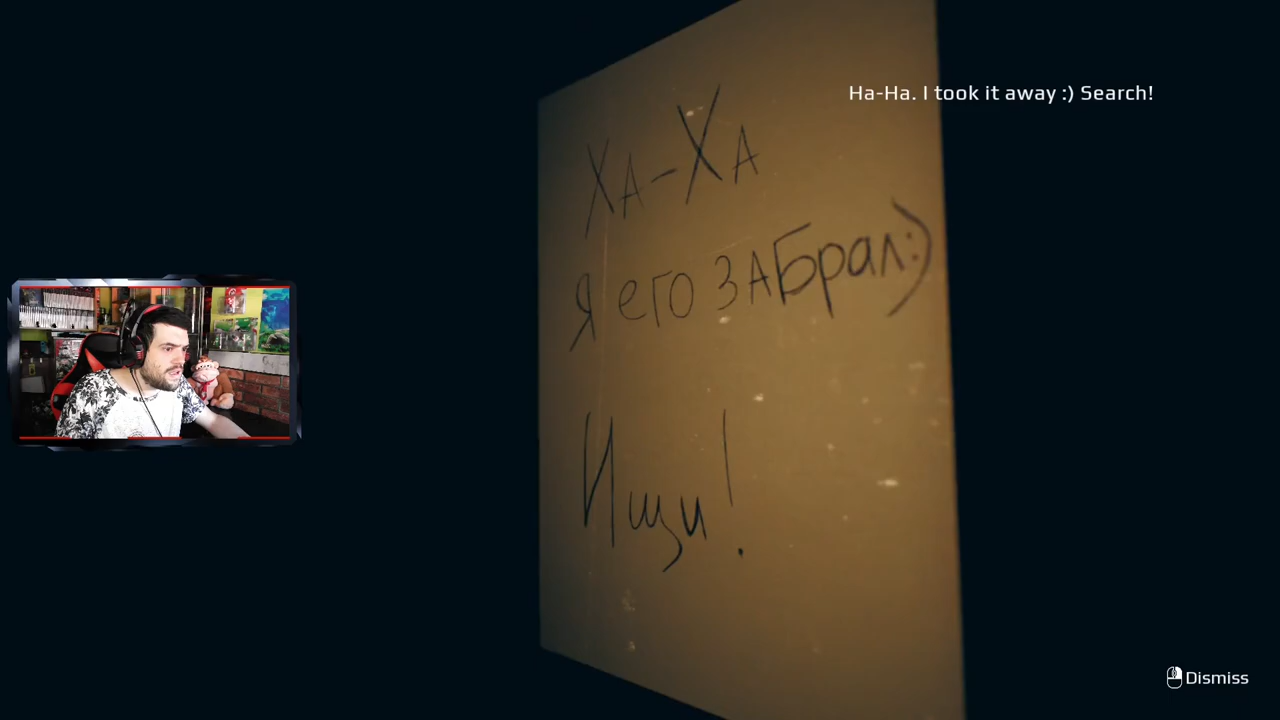 Ha-Ha. I took it away :) Search!
Ха-Ха
Я его забрал:)
Ищи!
Dismiss